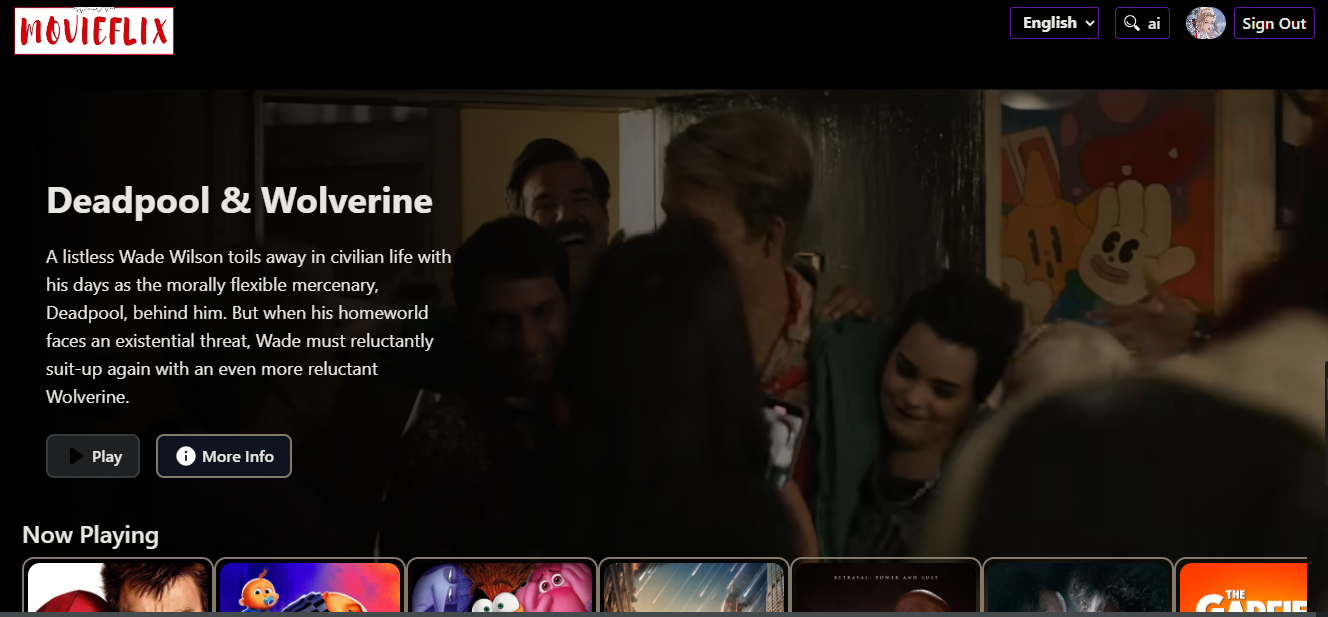 MOVIEFLIX
English
ai
Sign Out
Deadpool & Wolverine
A listless Wade Wilson toils away in civilian life with
his days as the morally flexible mercenary,
Deadpool, behind him. But when his homeworld
faces an existential threat, Wade must reluctantly
suit-up again with an even more reluctant
Wolverine.
Play
More Info
Now Playing
BETRAYAL, POWER AND LUST
THE